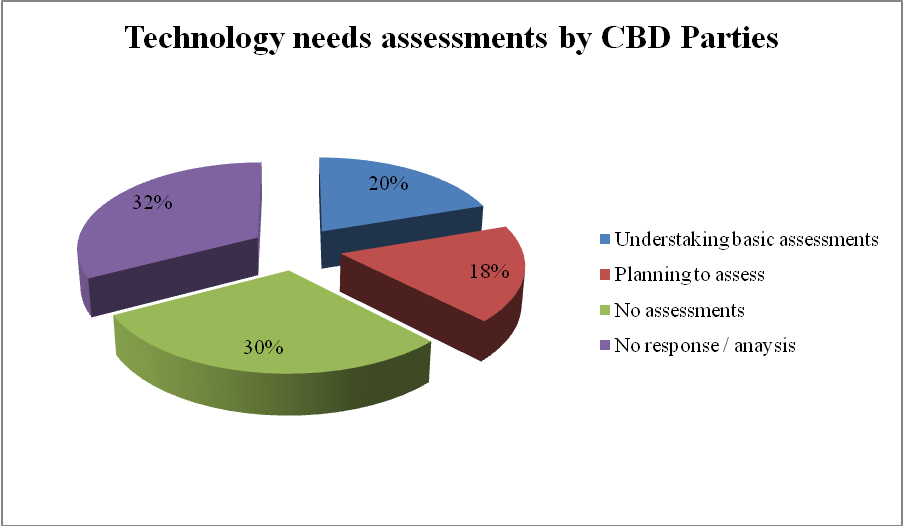 Technology needs assessments by CBD Parties
32%
20%
18%
30%
Understaking basic assessments
Planning to assess
No assessments
No response / anaysis